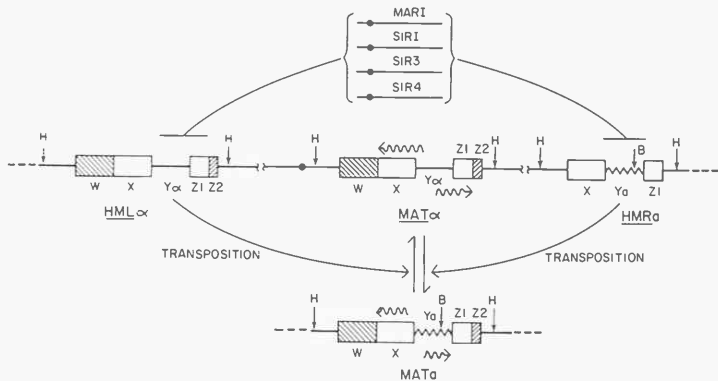 MARI
SIRI
SIR3
SIR4
H H H H H B H
Z1 Z2
W X Yα Z1 Z2
W X Yα
X Ya Z1
HMLα MATα HMRa
TRANSPOSITION TRANSPOSITION
H Ya B Z1 Z2 H
W X
MATa